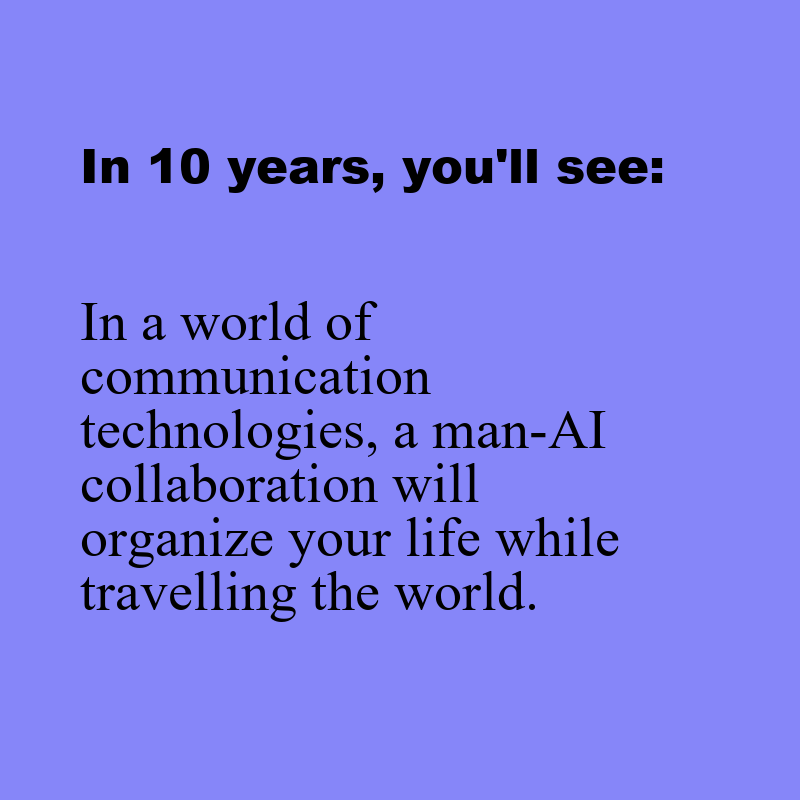 In 10 years, you'll see:
In a world of
communication
technologies, a man-AI
collaboration will
organize your life while
travelling the world.